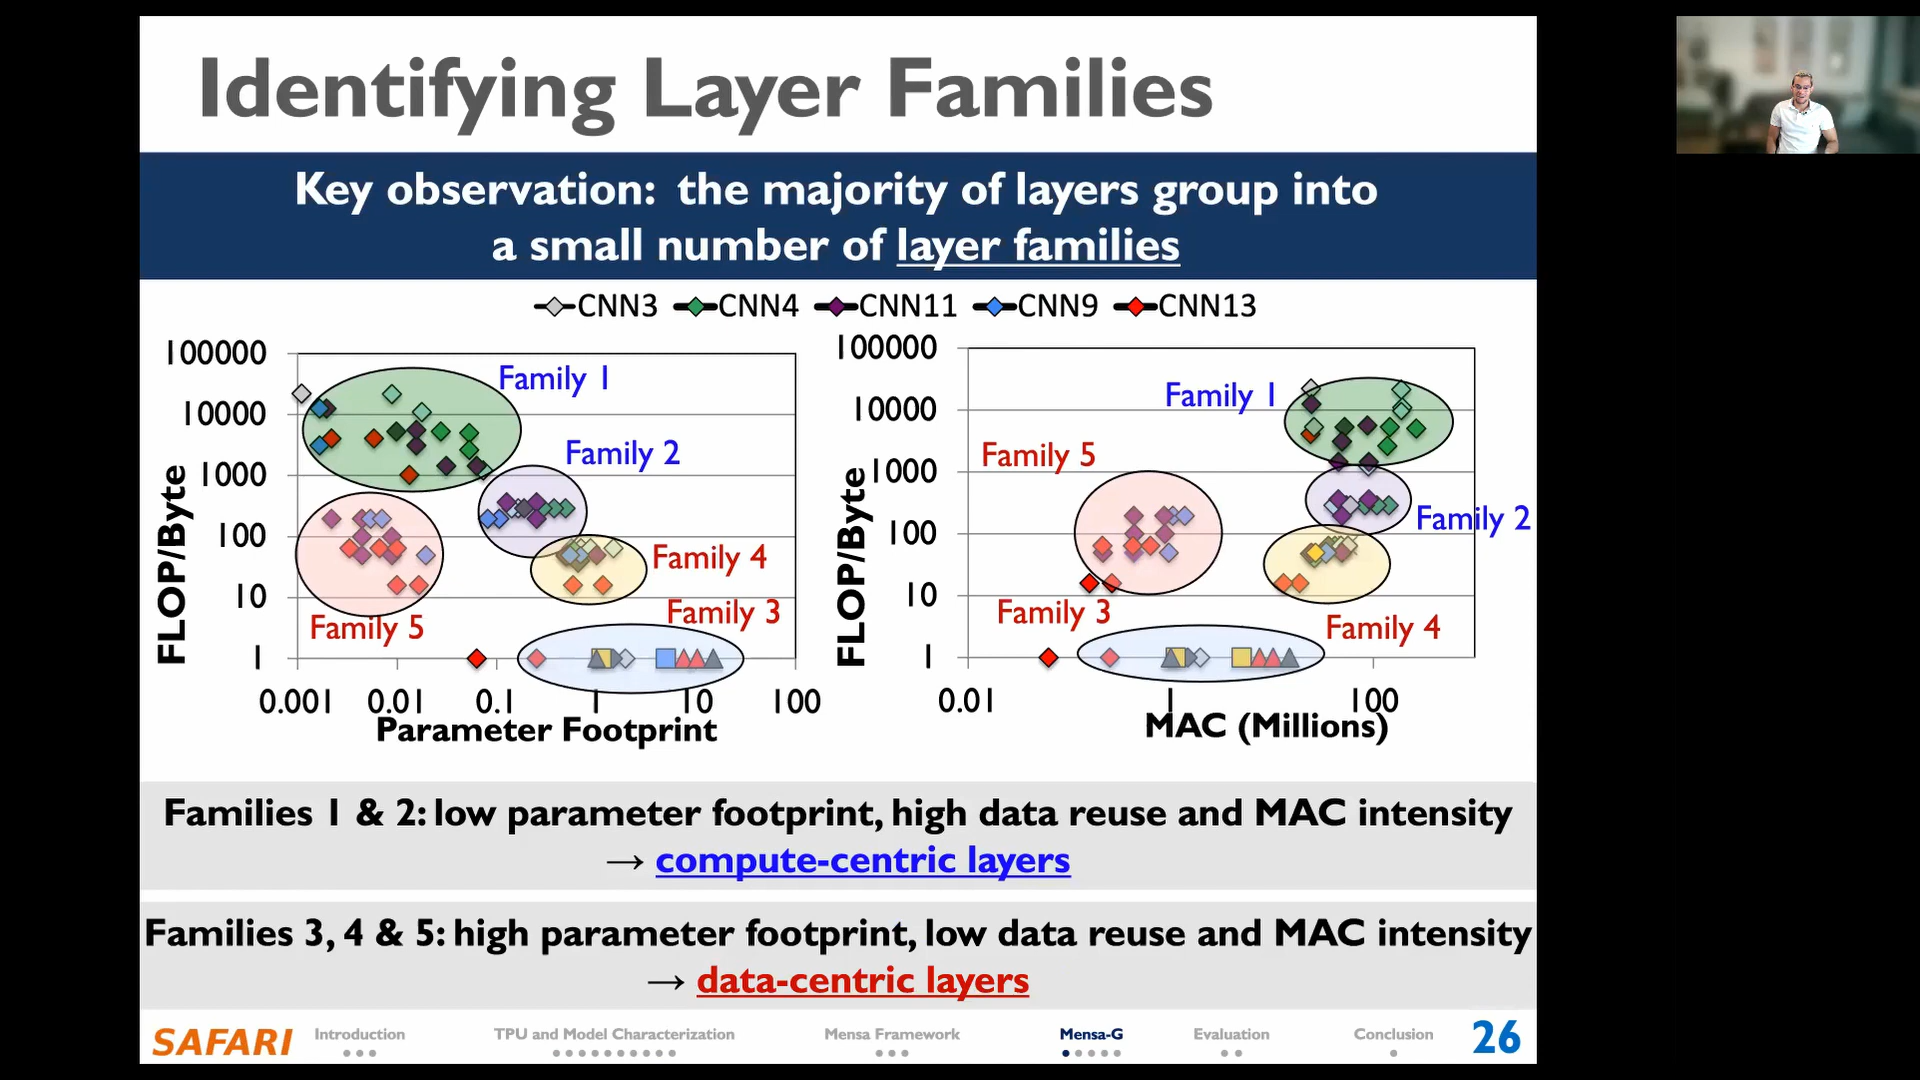 Identifying Layer Families
Key observation: the majority of layers group into
a small number of layer families
CNN3 CNN4 CNN11 CNN9 CNN13
100000
10000
1000
100
10
1
FLOP/Byte
Family 1
Family 2
Family 4
Family 3
Family 5
0.001 0.01 0.1 1 10 100
Parameter Footprint
100000
10000
1000
100
10
1
FLOP/Byte
Family 1
Family 5
Family 2
Family 3
Family 4
0.01 1 100
MAC (Millions)
Families 1 & 2: low parameter footprint, high data reuse and MAC intensity
→ compute-centric layers
Families 3, 4 & 5: high parameter footprint, low data reuse and MAC intensity
→ data-centric layers
SAFARI Introduction TPU and Model Characterization Mensa Framework Mensa-G Evaluation Conclusion 26